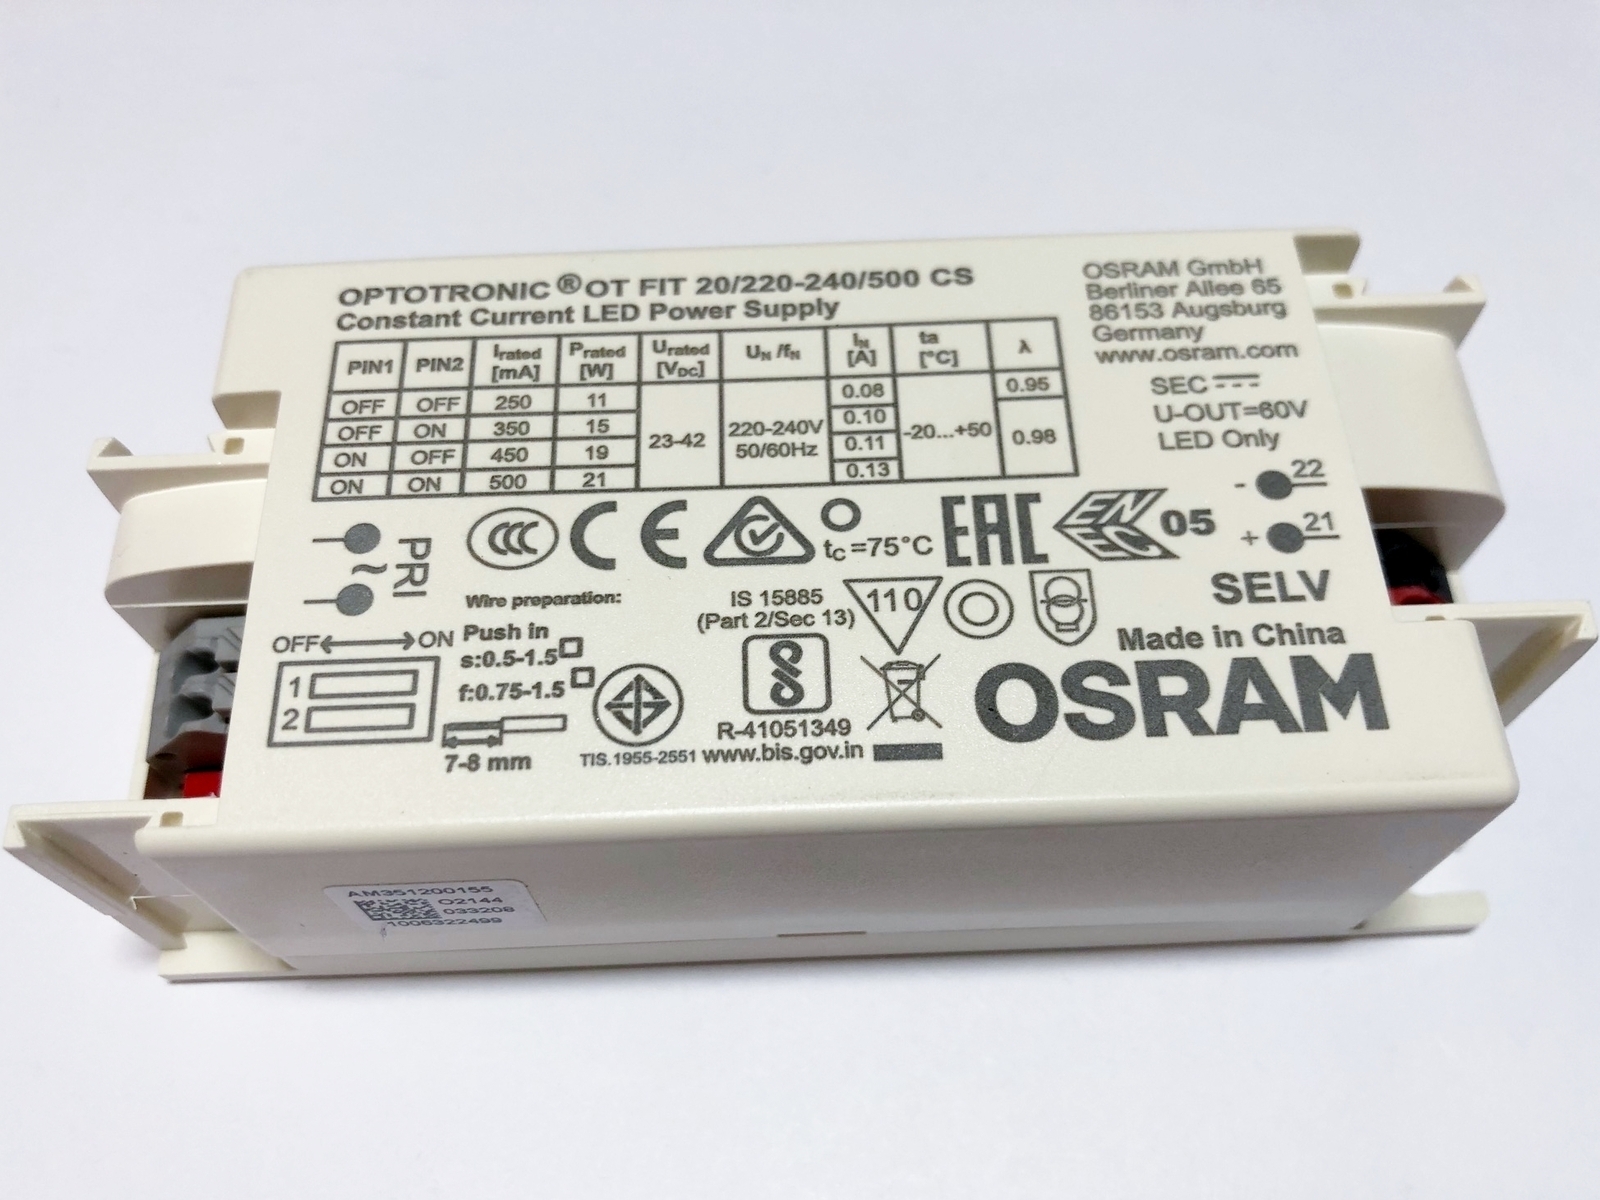 OPTOTRONIC® OT FIT 20/220-240/500 CS
Constant Current LED Power Supply
PIN1 PIN2 Irated [mA] Prated [W] Urated [VDC] UN /fN IN [A] ta [°C] λ
OFF OFF 250 11 23-42 220-240V 50/60Hz 0.08 -20...+50 0.95
OFF ON 350 15 0.10 0.98
ON OFF 450 19 0.11
ON ON 500 21 0.13
OSRAM GmbH
Berliner Allee 65
86153 Augsburg
Germany
www.osram.com
SEC
U-OUT=60V
LED Only
- 22
+ 21
SELV
PRI
~
CCC
CE
tc=75°C
EAC
ENEC 05
OFF ON
1
2
Wire preparation:
Push in
s:0.5-1.5
f:0.75-1.5
7-8 mm
TIS.1955-2551
IS 15885
(Part 2/Sec 13)
R-41051349
www.bis.gov.in
110
Made in China
OSRAM
AM351200155
O2144
033208
1006322499